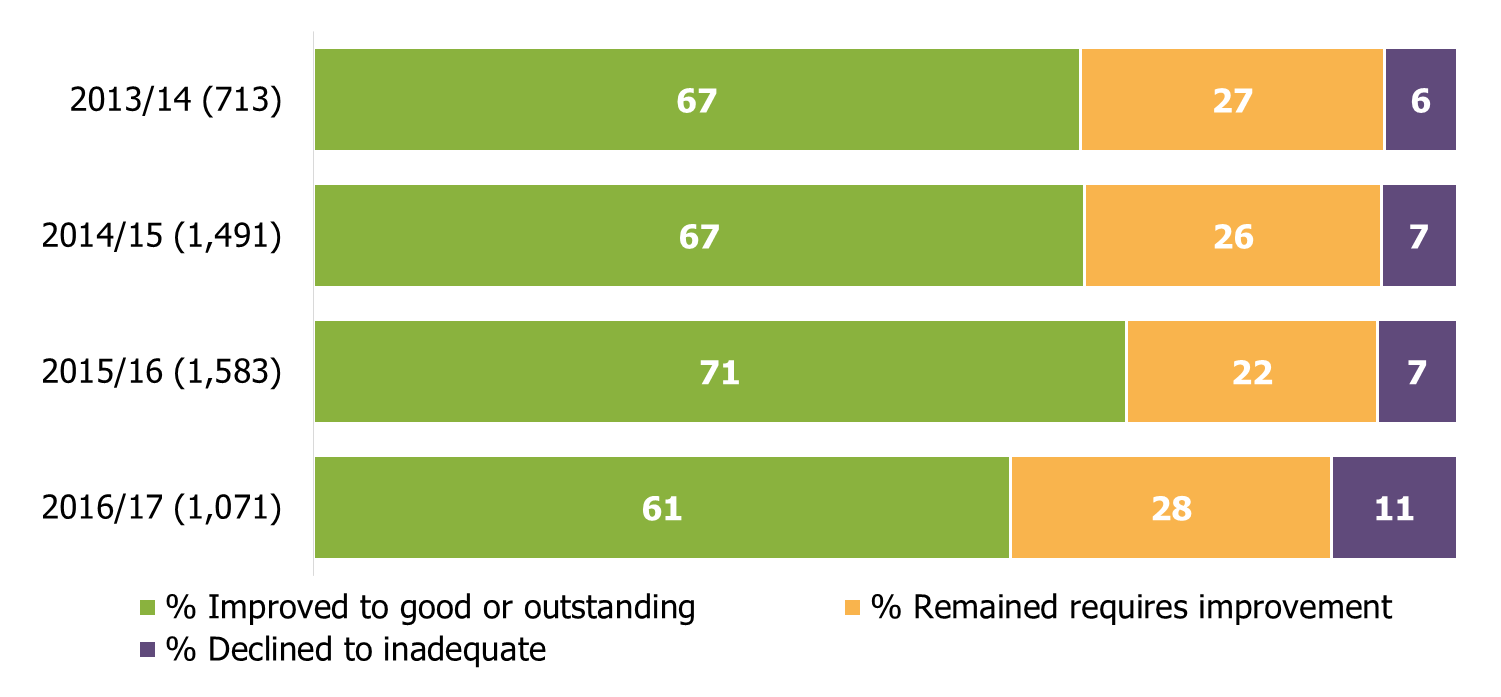 2013/14 (713) 67 27 6
2014/15 (1,491) 67 26 7
2015/16 (1,583) 71 22 7
2016/17 (1,071) 61 28 11
% Improved to good or outstanding % Remained requires improvement
% Declined to inadequate